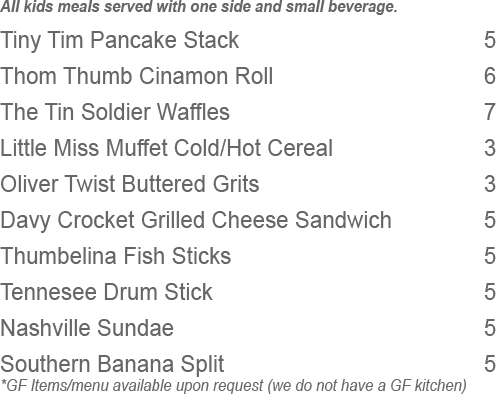 All kids meals served with one side and small beverage.
Tiny Tim Pancake Stack 5
Thom Thumb Cinamon Roll 6
The Tin Soldier Waffles 7
Little Miss Muffet Cold/Hot Cereal 3
Oliver Twist Buttered Grits 3
Davy Crocket Grilled Cheese Sandwich 5
Thumbelina Fish Sticks 5
Tennesee Drum Stick 5
Nashville Sundae 5
Southern Banana Split 5
*GF Items/menu available upon request (we do not have a GF kitchen)